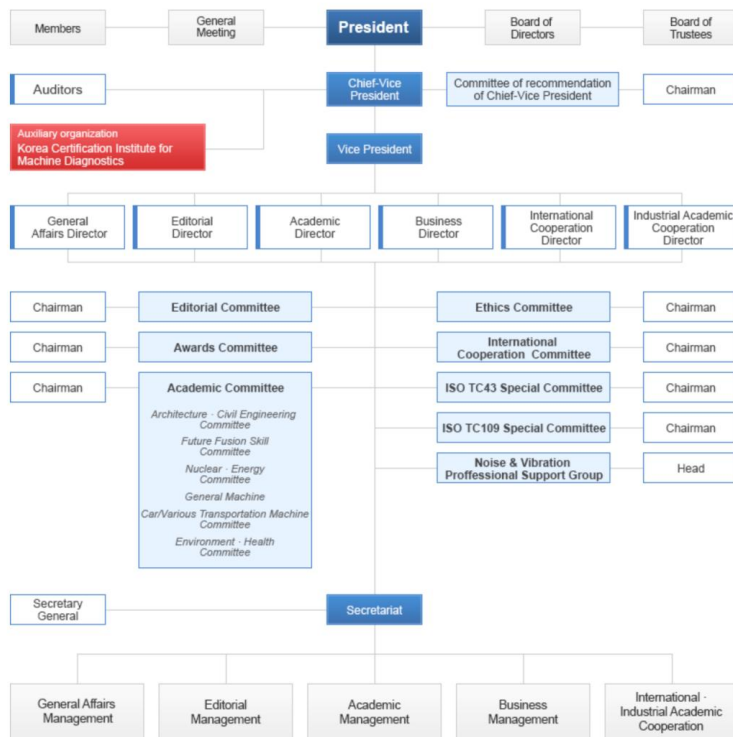 Members
General
Meeting
President
Board of
Directors
Board of
Trustees
Auditors
Chief-Vice
President
Committee of recommendation
of Chief-Vice President
Chairman
Auxiliary organization
Korea Certification Institute for
Machine Diagnostics
Vice President
General
Affairs Director
Editorial
Director
Academic
Director
Business
Director
International
Cooperation
Director
Industrial Academic
Cooperation
Director
Chairman
Editorial Committee
Ethics Committee
Chairman
Chairman
Awards Committee
International
Cooperation Committee
Chairman
Chairman
Academic Committee
Architecture · Civil Engineering
Committee
Future Fusion Skill
Committee
Nuclear · Energy
Committee
General Machine
Car/Various Transportation Machine
Committee
Environment · Health
Committee
ISO TC43 Special Committee
Chairman
ISO TC109 Special Committee
Chairman
Noise & Vibration
Proffessional Support Group
Head
Secretary
General
Secretariat
General Affairs
Management
Editorial
Management
Academic
Management
Business
Management
International ·
Industrial Academic
Cooperation